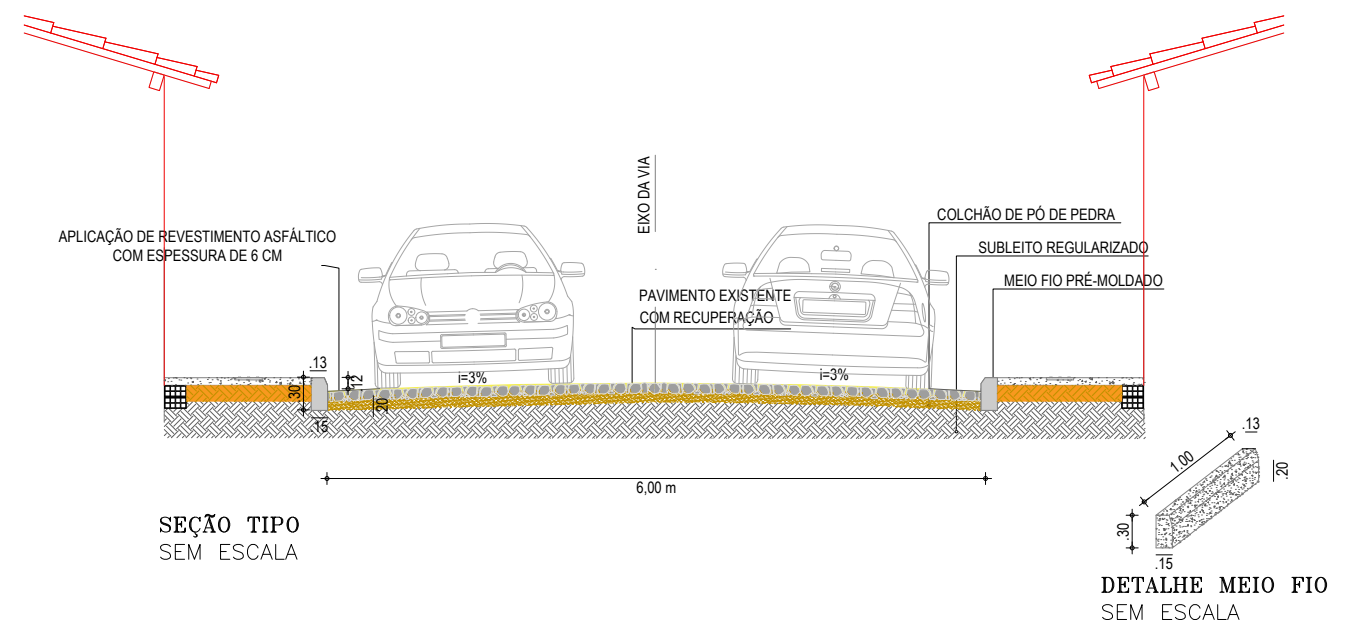 EIXO DA VIA
APLICAÇÃO DE REVESTIMENTO ASFÁLTICO
COM ESPESSURA DE 6 CM
COLCHÃO DE PÓ DE PEDRA
SUBLEITO REGULARIZADO
MEIO FIO PRÉ-MOLDADO
PAVIMENTO EXISTENTE
COM RECUPERAÇÃO
.13
i=3%
i=3%
12
30
20
.15
6,00 m
.13
1.00
.20
.30
.15
SEÇÃO TIPO
SEM ESCALA
DETALHE MEIO FIO
SEM ESCALA